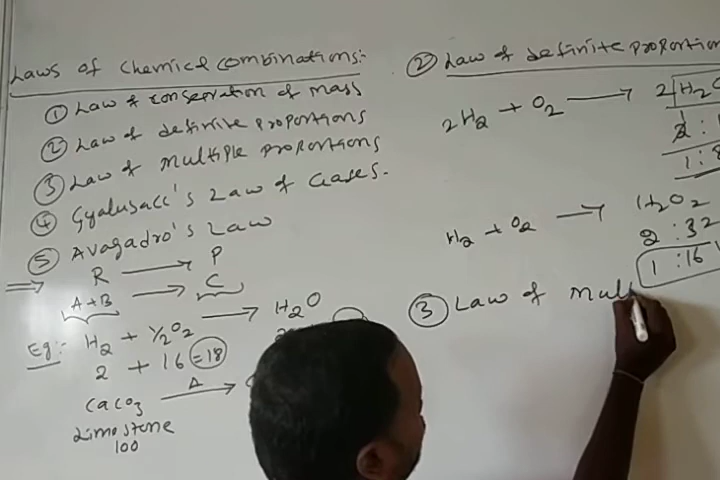 Laws of Chemical Combinations:-
① Law of conservation of mass
② Law of definite proportions
③ Law of multiple proportions
④ Gyalusacc's Law of Gases.
⑤ Avagadro's Law
⇒ R → P
A+B → C
Eg:- H₂ + ½O₂ → H₂O
2 + 16 = 18
CaCO₃ Δ →
Limestone
100
② Law of definite proportion
2H₂ + O₂ → 2H₂O
1:8
H₂ + O₂ → H₂O₂
2:32
1:16
③ Law of mul